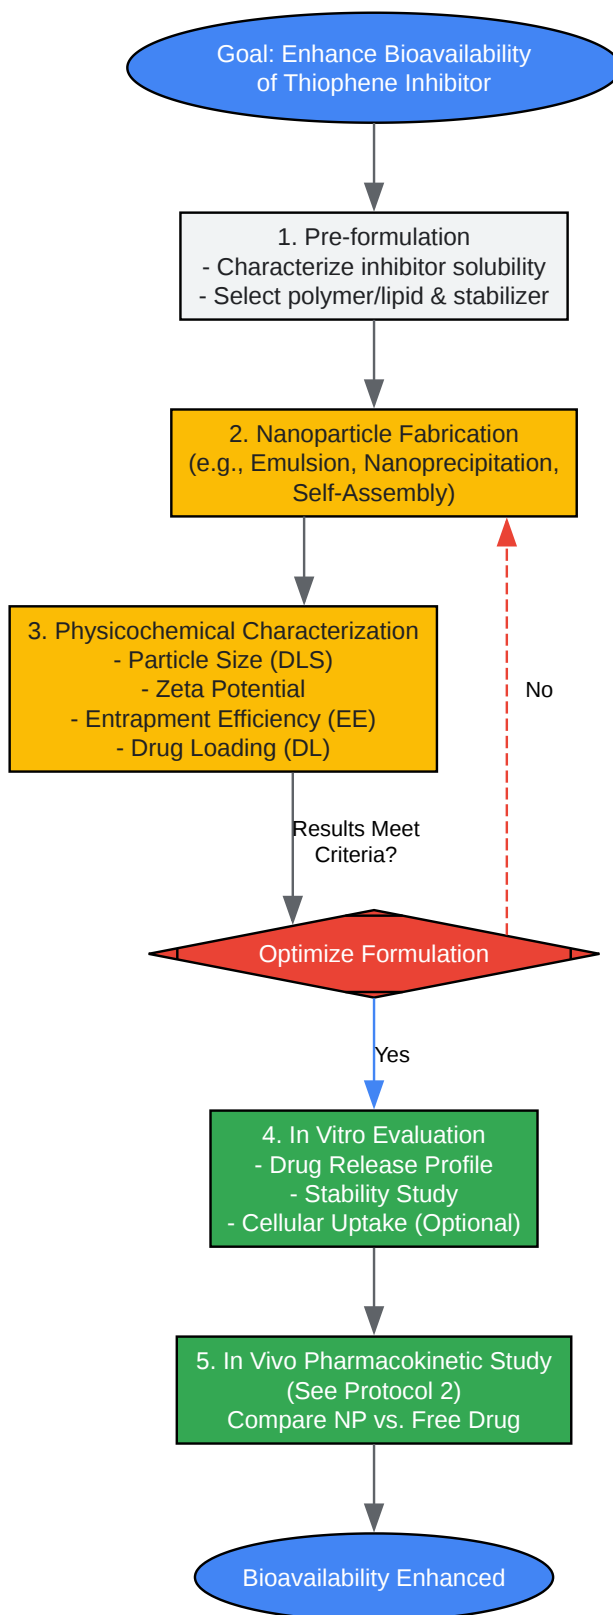 Goal: Enhance Bioavailability
of Thiophene Inhibitor
1. Pre-formulation
- Characterize inhibitor solubility
- Select polymer/lipid & stabilizer
2. Nanoparticle Fabrication
(e.g., Emulsion, Nanoprecipitation,
Self-Assembly)
3. Physicochemical Characterization
- Particle Size (DLS)
- Zeta Potential
- Entrapment Efficiency (EE)
- Drug Loading (DL)
No
Results Meet
Criteria?
Optimize Formulation
Yes
4. In Vitro Evaluation
- Drug Release Profile
- Stability Study
- Cellular Uptake (Optional)
5. In Vivo Pharmacokinetic Study
(See Protocol 2)
Compare NP vs. Free Drug
Bioavailability Enhanced